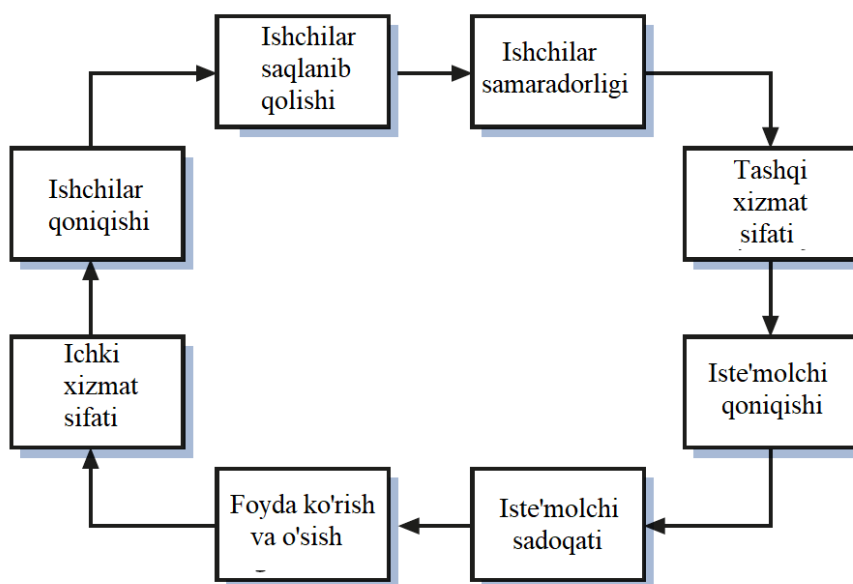 Ishchilar
saqlanib
qolishi
Ishchilar
samaradorligi
Tashqi
xizmat
sifati
Iste'molchi
qoniqishi
Iste'molchi
sadoqati
Foyda ko'rish
va o'sish
Ichki
xizmat
sifati
Ishchilar
qoniqishi